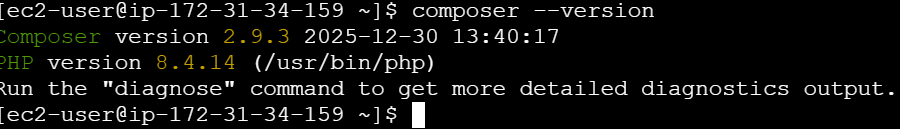 [ec2-user@ip-172-31-34-159 ~]$ composer --version
Composer version 2.9.3 2025-12-30 13:40:17
PHP version 8.4.14 (/usr/bin/php)
Run the "diagnose" command to get more detailed diagnostics output.
[ec2-user@ip-172-31-34-159 ~]$